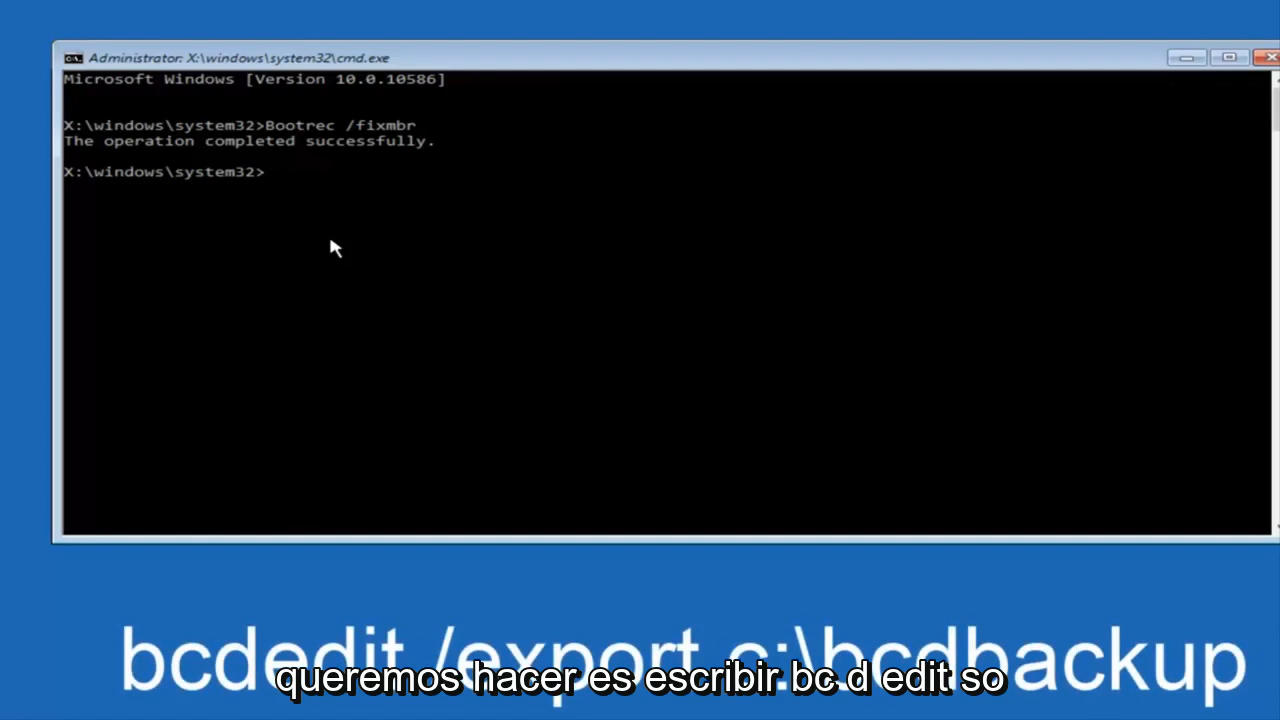 Administrator: X:\windows\system32\cmd.exe
Microsoft Windows [Version 10.0.10586]
X:\windows\system32>Bootrec /fixmbr
The operation completed successfully.
X:\windows\system32>
bcdedit /export c:\bcdbackup
queremos hacer es escribir bc d edit so